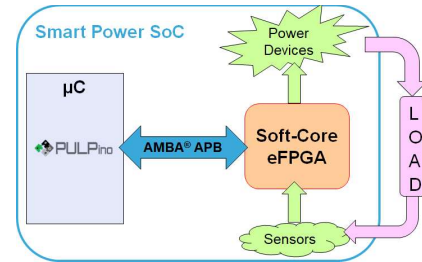 Smart Power SoC
Power
Devices
µC
PULPino
AMBA® APB
Soft-Core
eFPGA
L
O
A
D
Sensors